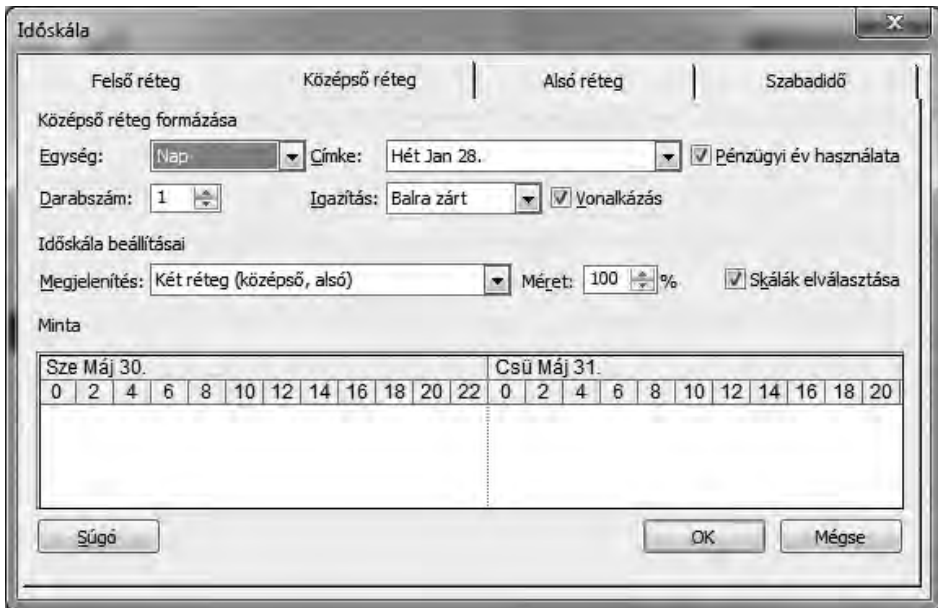 Időskála
Felső réteg Középső réteg Alsó réteg Szabadidő
Középső réteg formázása
Egység: Nap Címke: Hét Jan 28. Pénzügyi év használata
Darabszám: 1 Igazítás: Balra zárt Vonalkázás
Időskála beállításai
Megjelenítés: Két réteg (középső, alsó) Méret: 100 % Skálák elválasztása
Minta
Sze Máj 30. Csü Máj 31.
0 2 4 6 8 10 12 14 16 18 20 22 0 2 4 6 8 10 12 14 16 18 20
Súgó OK Mégse